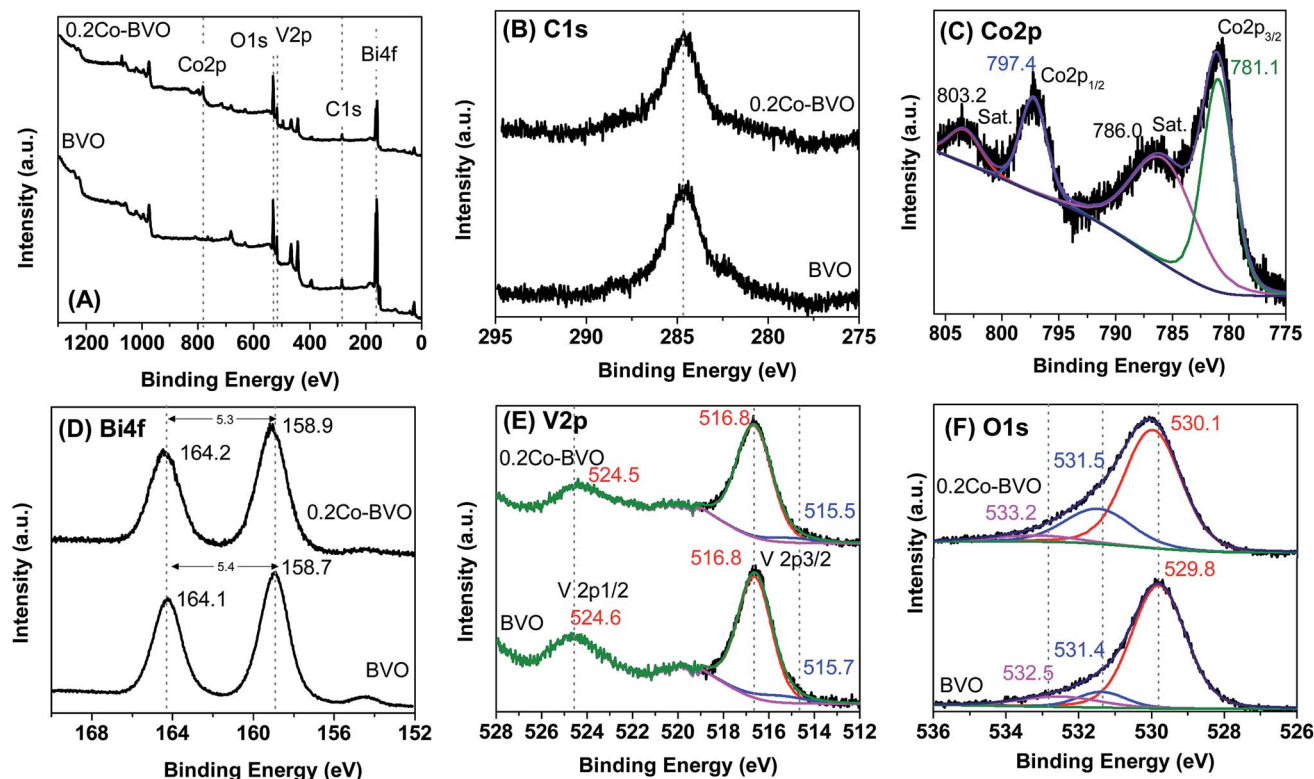 0.2Co-BVO
O1s
V2p
Co2p
Bi4f
C1s
BVO
(A)
Intensity (a.u.)
1200 1000 800 600 400 200 0
Binding Energy (eV)
(B) C1s
0.2Co-BVO
BVO
Intensity (a.u.)
295 290 285 280 275
Binding Energy (eV)
(C) Co2p
Co2p3/2
797.4
781.1
Co2p1/2
803.2
Sat.
786.0
Sat.
Intensity (a.u.)
805 800 795 790 785 780 775
Binding Energy (eV)
(D) Bi4f
5.3
158.9
164.2
0.2Co-BVO
5.4
158.7
164.1
BVO
Intensity (a.u.)
168 164 160 156 152
Binding Energy (eV)
(E) V2p
516.8
0.2Co-BVO
524.5
515.5
516.8
V 2p3/2
V 2p1/2
BVO
524.6
515.7
Intensity (a.u.)
528 526 524 522 520 518 516 514 512
Binding Energy (eV)
(F) O1s
530.1
531.5
0.2Co-BVO
533.2
529.8
531.4
532.5
BVO
Intensity (a.u.)
536 534 532 530 528 526
Binding Energy (eV)